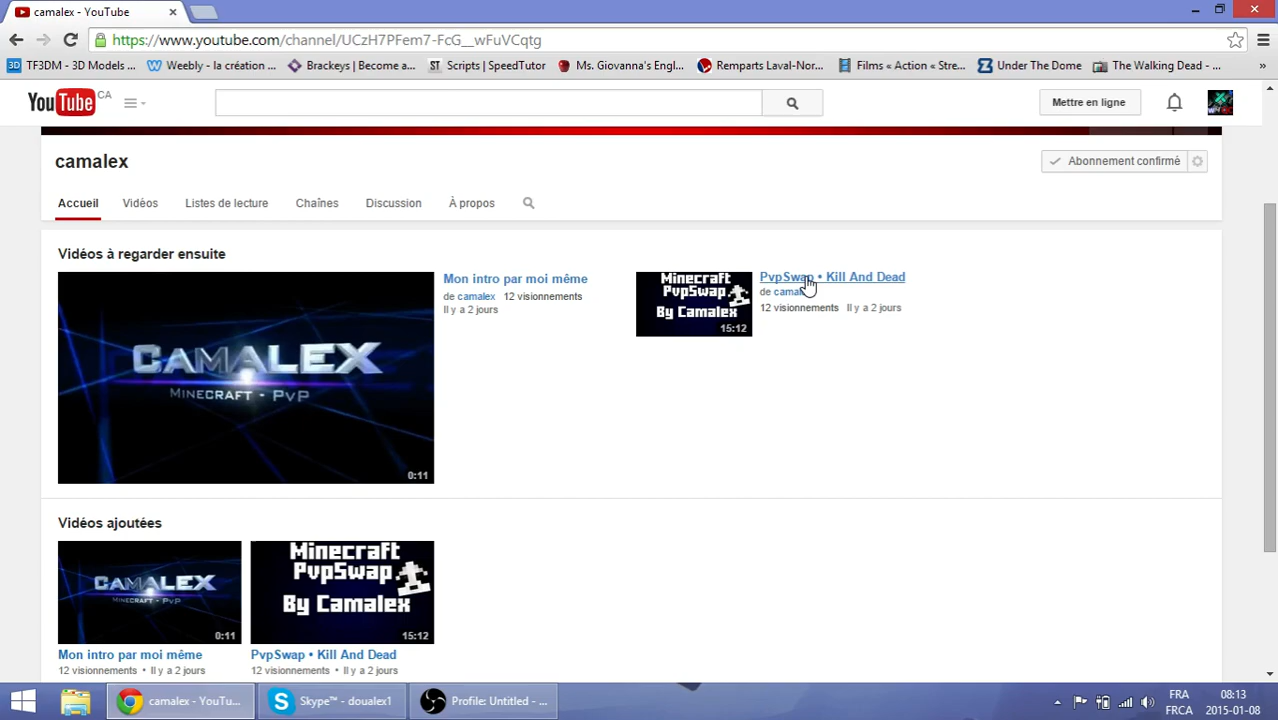 camalex - YouTube
https://www.youtube.com/channel/UCzH7PFem7-FcG__wFuVCqtg
TF3DM - 3D Models ...
Weebly - la création ...
Brackeys | Become a...
Scripts | SpeedTutor
Ms. Giovanna's Engl...
Remparts Laval-Nor...
Films « Action « Stre...
Under The Dome
The Walking Dead - ...
»
YouTube CA
Mettre en ligne
camalex
Abonnement confirmé
Accueil
Vidéos
Listes de lecture
Chaînes
Discussion
À propos
Vidéos à regarder ensuite
CAMALEX
MINECRAFT - PVP
0:11
Mon intro par moi même
de camalex 12 visionnements
Il y a 2 jours
Minecraft
PvpSwap
By Camalex
15:12
PvpSwap • Kill And Dead
de camal
12 visionnements Il y a 2 jours
Vidéos ajoutées
CAMALEX
MINECRAFT - PVP
0:11
Mon intro par moi même
12 visionnements • Il y a 2 jours
Minecraft
PvpSwap
By Camalex
15:12
PvpSwap • Kill And Dead
12 visionnements • Il y a 2 jours
camalex - YouTu...
Skype™ - doualex1
Profile: Untitled - ...
FRA
FRCA
08:13
2015-01-08